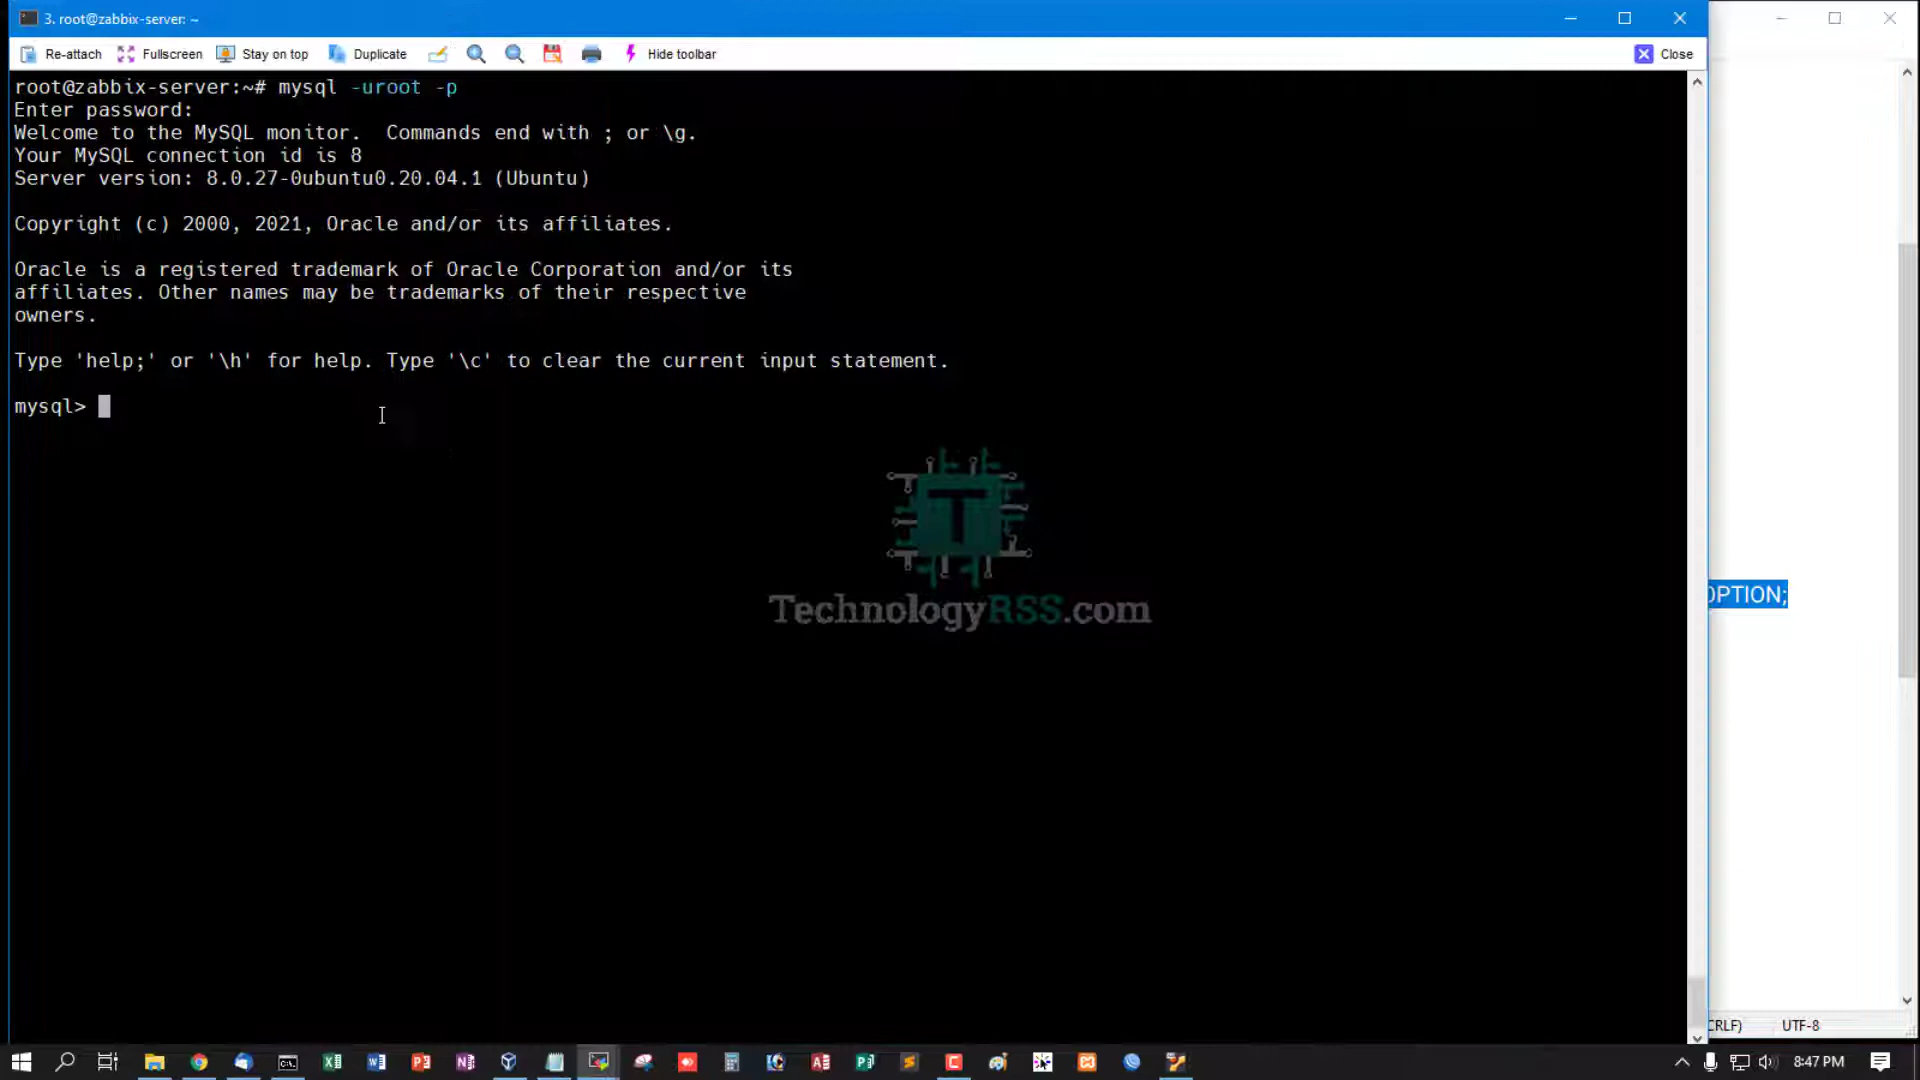 3. root@zabbix-server: ~
Re-attach Fullscreen Stay on top Duplicate Hide toolbar Close
root@zabbix-server:~# mysql -uroot -p
Enter password:
Welcome to the MySQL monitor.  Commands end with ; or \g.
Your MySQL connection id is 8
Server version: 8.0.27-0ubuntu0.20.04.1 (Ubuntu)
Copyright (c) 2000, 2021, Oracle and/or its affiliates.
Oracle is a registered trademark of Oracle Corporation and/or its
affiliates. Other names may be trademarks of their respective
owners.
Type 'help;' or '\h' for help. Type '\c' to clear the current input statement.
mysql>
T
TechnologyRSS.com
OPTION;
CRLF) UTF-8
8:47 PM